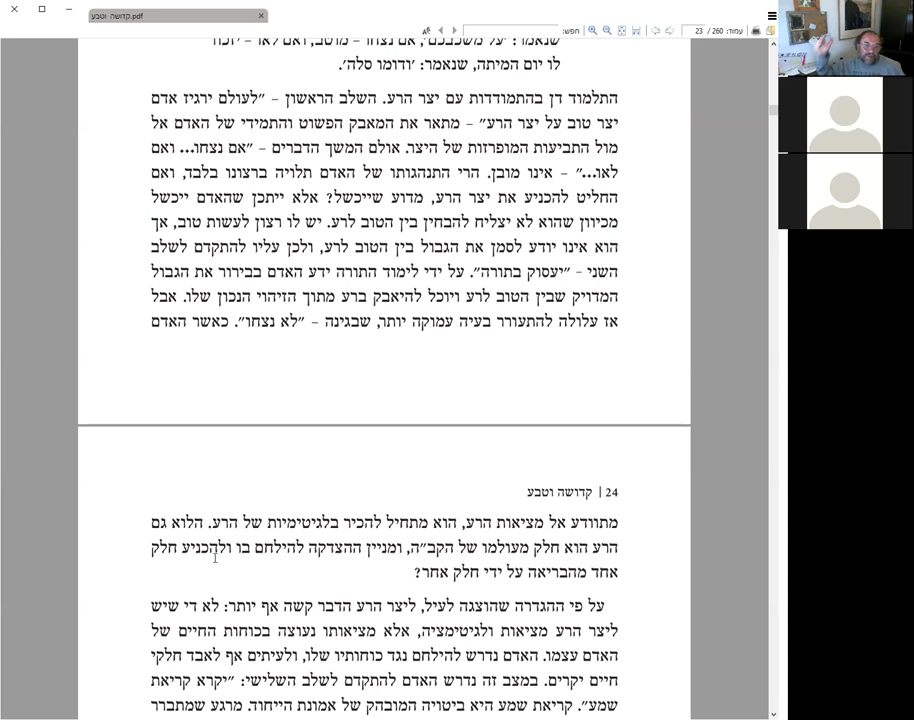 קדושה וטבע.pdf
עמוד: 23 / 260
חיפש:
שנאמר: 'על משכבכם', אם נצחו – מוטב, ואם לאו – 'יזכור
לו יום המיתה, שנאמר: 'ודומו סלה'.
התלמוד דן בהתמודדות עם יצר הרע. השלב הראשון – "לעולם ירגיז אדם
יצר טוב על יצר הרע" – מתאר את המאבק הפשוט והתמידי של האדם אל
מול התביעות המופרזות של היצר. אולם המשך הדברים – "אם נצחו... ואם
לאו..." – אינו מובן. הרי התנהגותו של האדם תלויה ברצונו בלבד, ואם
החליט להכניע את יצר הרע, מדוע שייכשל? אלא ייתכן שהאדם ייכשל
מכיוון שהוא לא יצליח להבחין בין הטוב לרע. יש לו רצון לעשות טוב, אך
הוא אינו יודע לסמן את הגבול בין הטוב לרע, ולכן עליו להתקדם לשלב
השני – "יעסוק בתורה". על ידי לימוד התורה ידע האדם בבירור את הגבול
המדויק שבין הטוב לרע ויוכל להיאבק ברע מתוך הזיהוי הנכון שלו. אבל
אז עלולה להתעורר בעיה עמוקה יותר, שבגינה – "לא נצחו". כאשר האדם
24 | קדושה וטבע
מתוודע אל מציאות הרע, הוא מתחיל להכיר בלגיטימיות של הרע. הלוא גם
הרע הוא חלק מעולמו של הקב"ה, ומניין ההצדקה להילחם בו ולהכניע חלק
אחד מהבריאה על ידי חלק אחר?
על פי ההגדרה שהוצגה לעיל, ליצר הרע הדבר קשה אף יותר: לא די שיש
ליצר הרע מציאות ולגיטימציה, אלא מציאותו נעוצה בכוחות החיים של
האדם עצמו. האדם נדרש להילחם נגד כוחותיו שלו, ולעיתים אף לאבד חלקי
חיים יקרים. במצב זה נדרש האדם להתקדם לשלב השלישי: "יקרא קריאת
שמע". קריאת שמע היא ביטויה המובהק של אמונת הייחוד. מרגע שמתברר